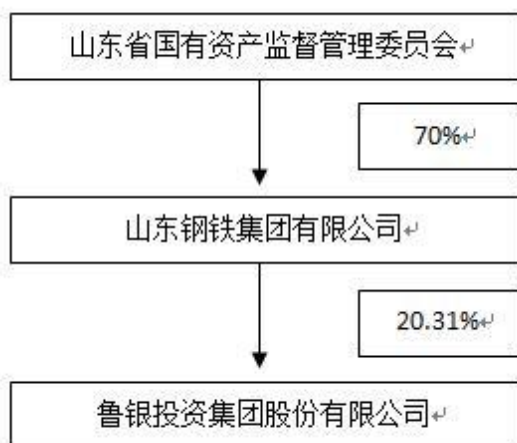 山东省国有资产监督管理委员会
70%
山东钢铁集团有限公司
20.31%
鲁银投资集团股份有限公司